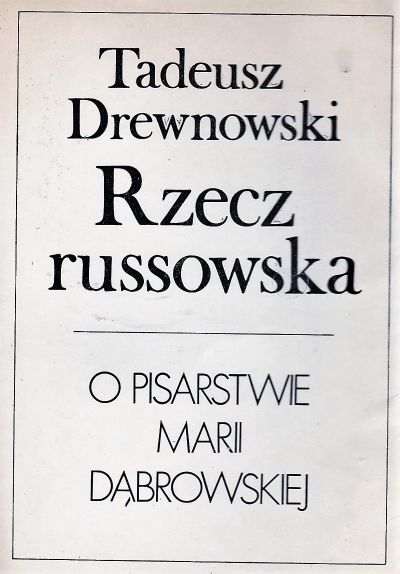 Tadeusz
Drewnowski
Rzecz
russowska
O PISARSTWIE
MARII
DĄBROWSKIEJ